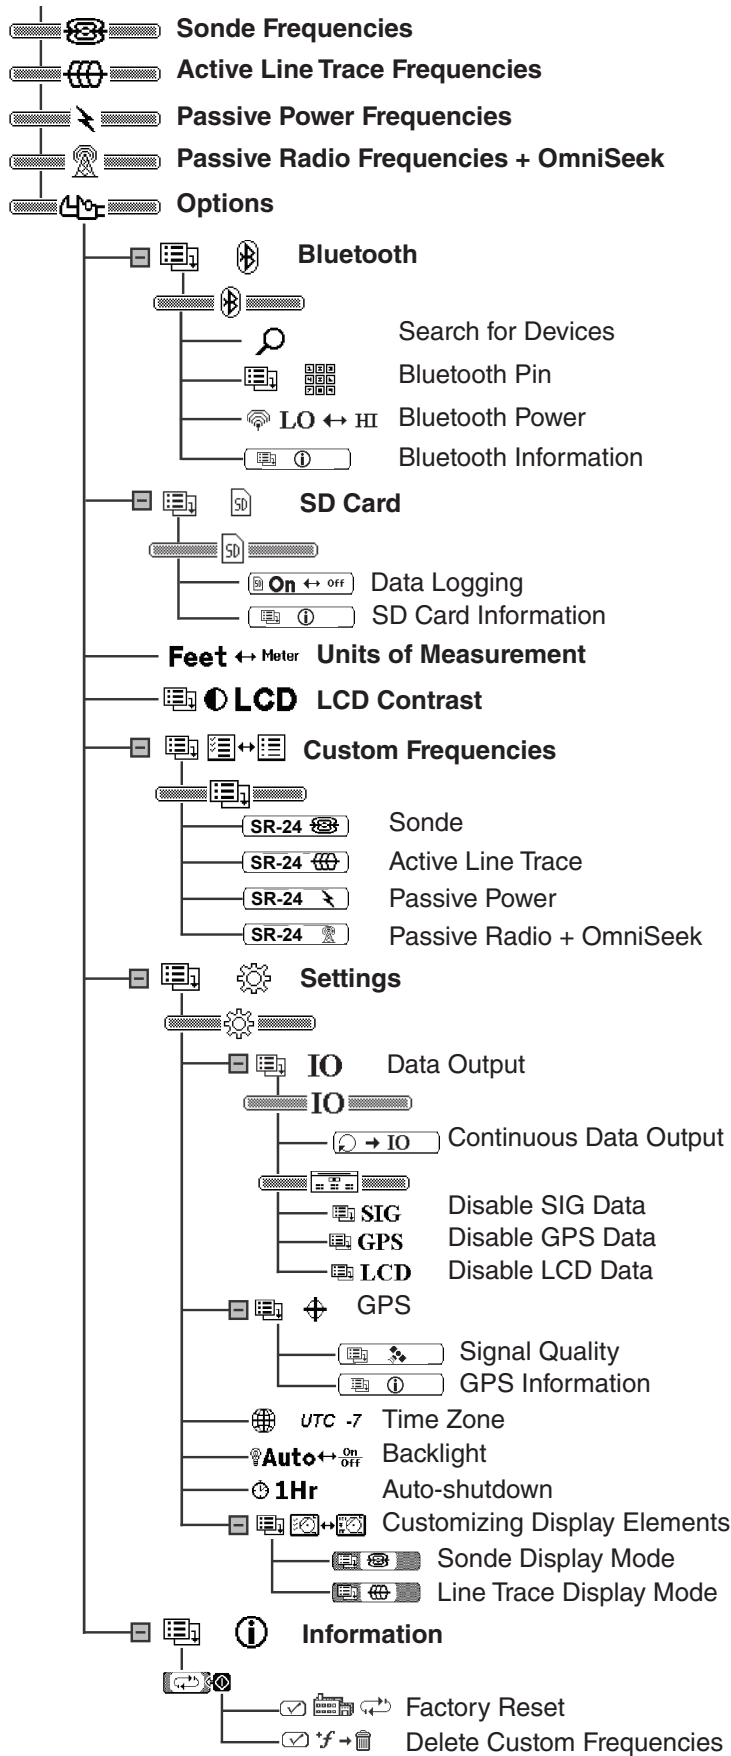 Sonde Frequencies
Active Line Trace Frequencies
Passive Power Frequencies
Passive Radio Frequencies + OmniSeek
Options
Bluetooth
Search for Devices
Bluetooth Pin
LO ↔ HI Bluetooth Power
Bluetooth Information
SD SD Card
SD
SD On ↔ Off Data Logging
SD Card Information
Feet ↔ Meter Units of Measurement
LCD LCD Contrast
Custom Frequencies
SR-24 Sonde
SR-24 Active Line Trace
SR-24 Passive Power
SR-24 Passive Radio + OmniSeek
Settings
IO Data Output
IO
→ IO Continuous Data Output
SIG Disable SIG Data
GPS Disable GPS Data
LCD Disable LCD Data
GPS
Signal Quality
GPS Information
UTC -7 Time Zone
Auto ↔ On Off Backlight
1Hr Auto-shutdown
Customizing Display Elements
Sonde Display Mode
Line Trace Display Mode
Information
Factory Reset
+f → Delete Custom Frequencies